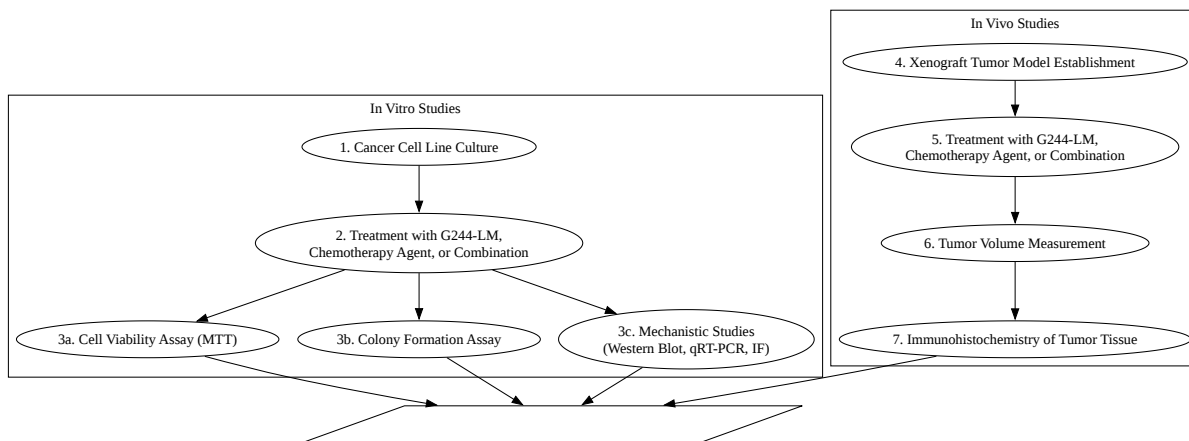 In Vivo Studies
4. Xenograft Tumor Model Establishment
5. Treatment with G244-LM,
Chemotherapy Agent, or Combination
6. Tumor Volume Measurement
7. Immunohistochemistry of Tumor Tissue
In Vitro Studies
1. Cancer Cell Line Culture
2. Treatment with G244-LM,
Chemotherapy Agent, or Combination
3a. Cell Viability Assay (MTT)
3b. Colony Formation Assay
3c. Mechanistic Studies
(Western Blot, qRT-PCR, IF)